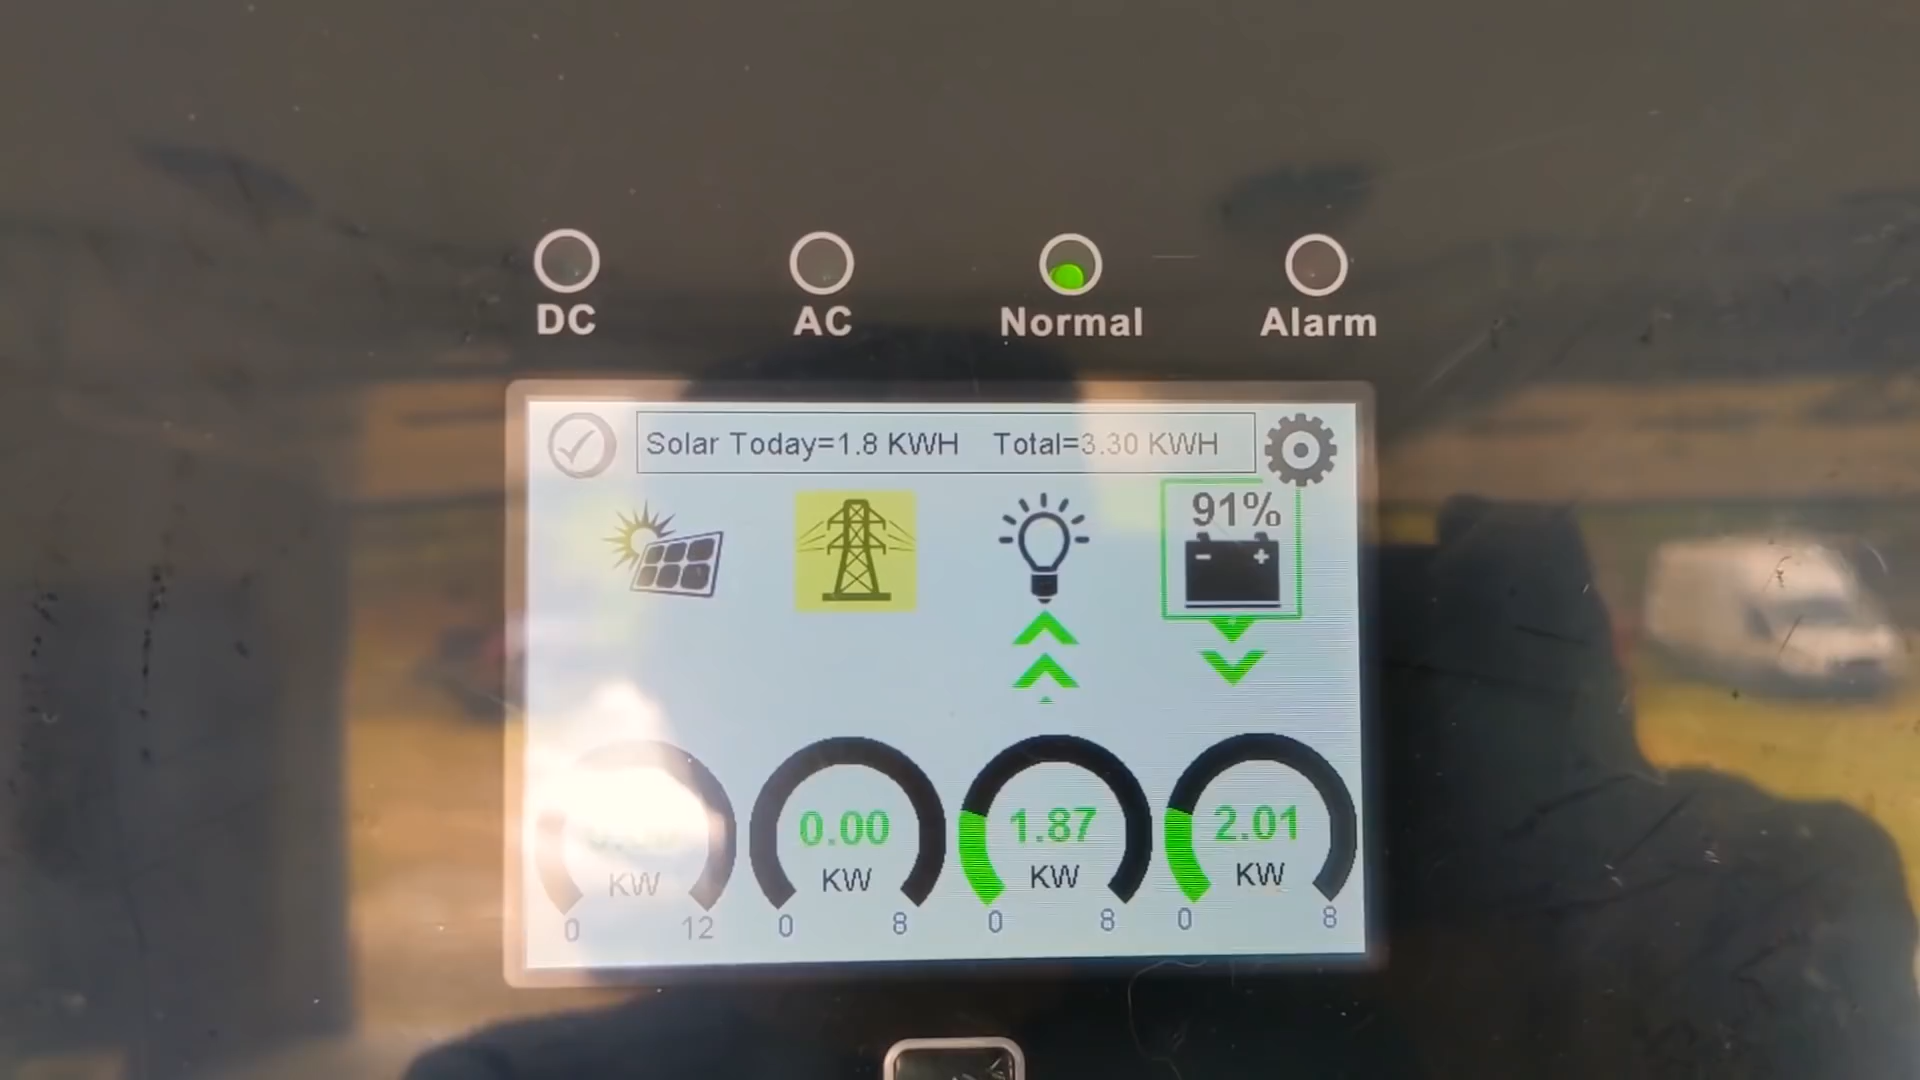 DC AC Normal Alarm
Solar Today=1.8 KWH Total=3.30 KWH
91%
0.00 1.87 2.01
KW KW KW KW
0 12 0 8 0 8 0 8